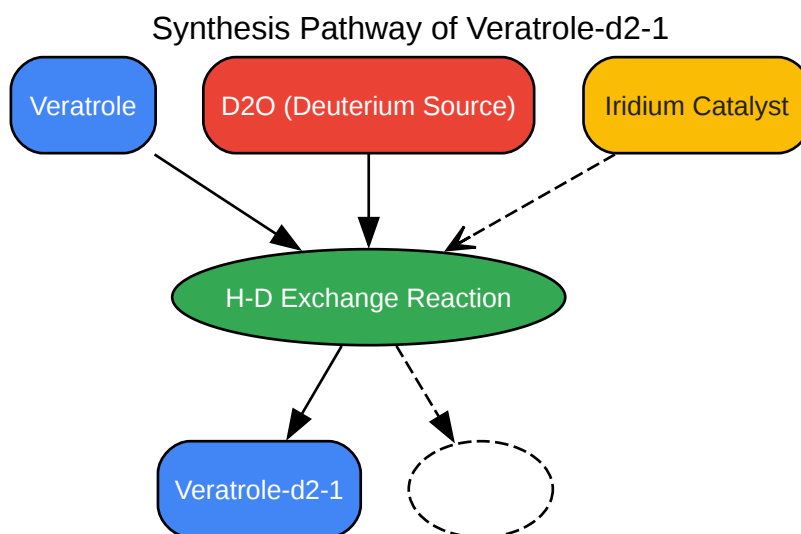 Synthesis Pathway of Veratrole-d2-1
Veratrole
D2O (Deuterium Source)
Iridium Catalyst
H-D Exchange Reaction
Veratrole-d2-1